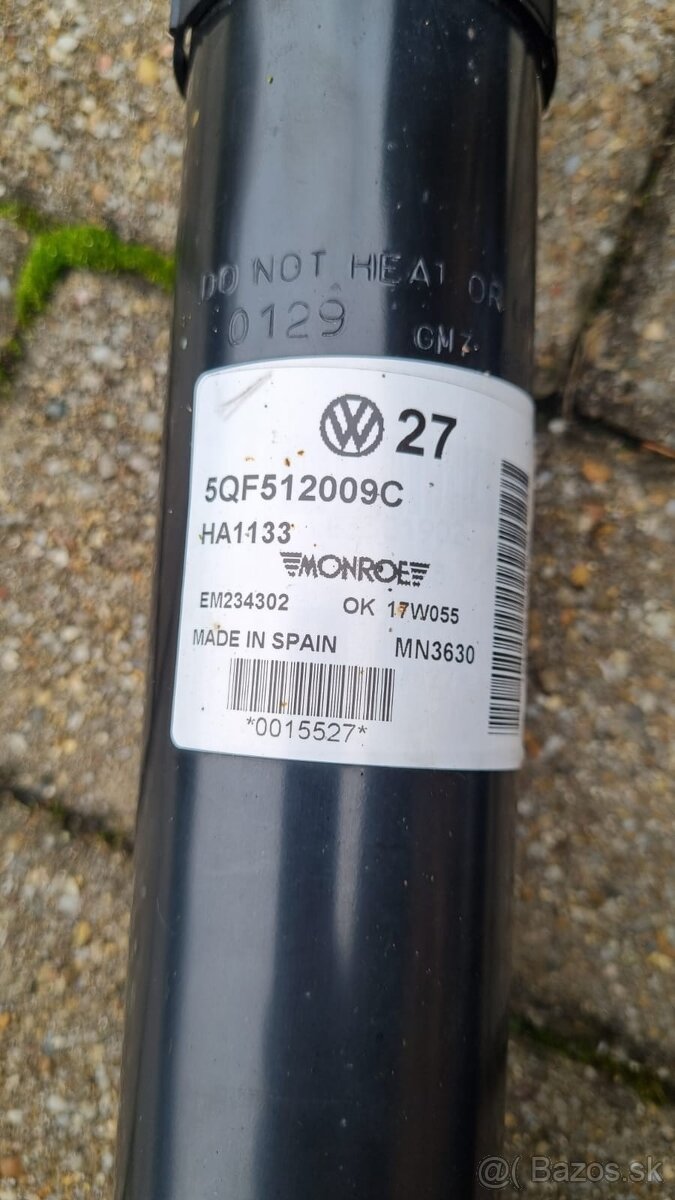 DO NOT HEAT OR
0129 GMZ
27
5QF512009C
HA1133
MONROE
EM234302 OK 17W055
MADE IN SPAIN MN3630
*0015527*
@( Bazos.sk